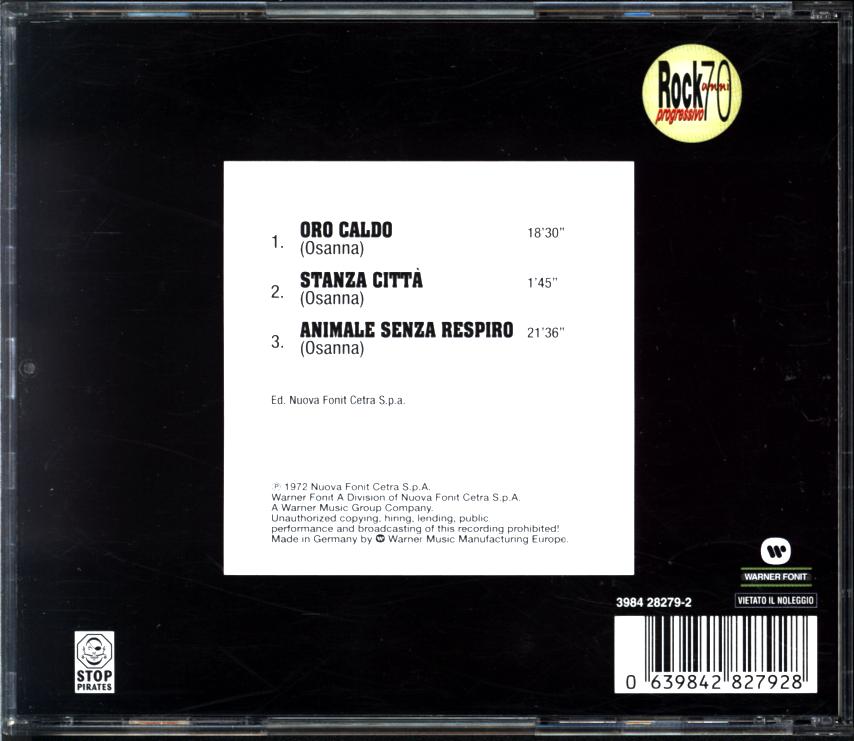 Rock 70
anni
progressivo
1. ORO CALDO 18'30"
(Osanna)
2. STANZA CITTÀ 1'45"
(Osanna)
3. ANIMALE SENZA RESPIRO 21'36"
(Osanna)
Ed. Nuova Fonit Cetra S.p.a.
℗ 1972 Nuova Fonit Cetra S.p.A.
Warner Fonit A Division of Nuova Fonit Cetra S.p.A.
A Warner Music Group Company.
Unauthorized copying, hiring, lending, public
performance and broadcasting of this recording prohibited!
Made in Germany by W Warner Music Manufacturing Europe.
WARNER FONIT
3984 28279-2 VIETATO IL NOLEGGIO
STOP
PIRATES
0 639842 827928